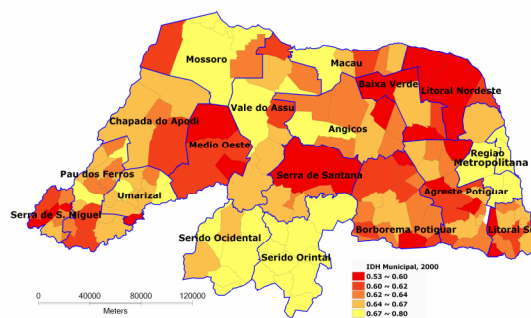 Mossoro
Macau
Baixa Verde
Litoral Nordeste
Vale do Assu
Chapada do Apodi
Angicos
Medio Oeste
Regiao
Metropolitana
Pau dos Ferros
Serra de Santana
Umarizal
Agreste Potiguar
Serra de S. Miguel
Borborema Potiguar
Litoral S
Serido Ocidental
Serido Orintal
IDH Municipal, 2000
0.53 ~ 0.60
0.60 ~ 0.62
0.62 ~ 0.64
0.64 ~ 0.67
0.67 ~ 0.80
0 40000 80000 120000
Meters